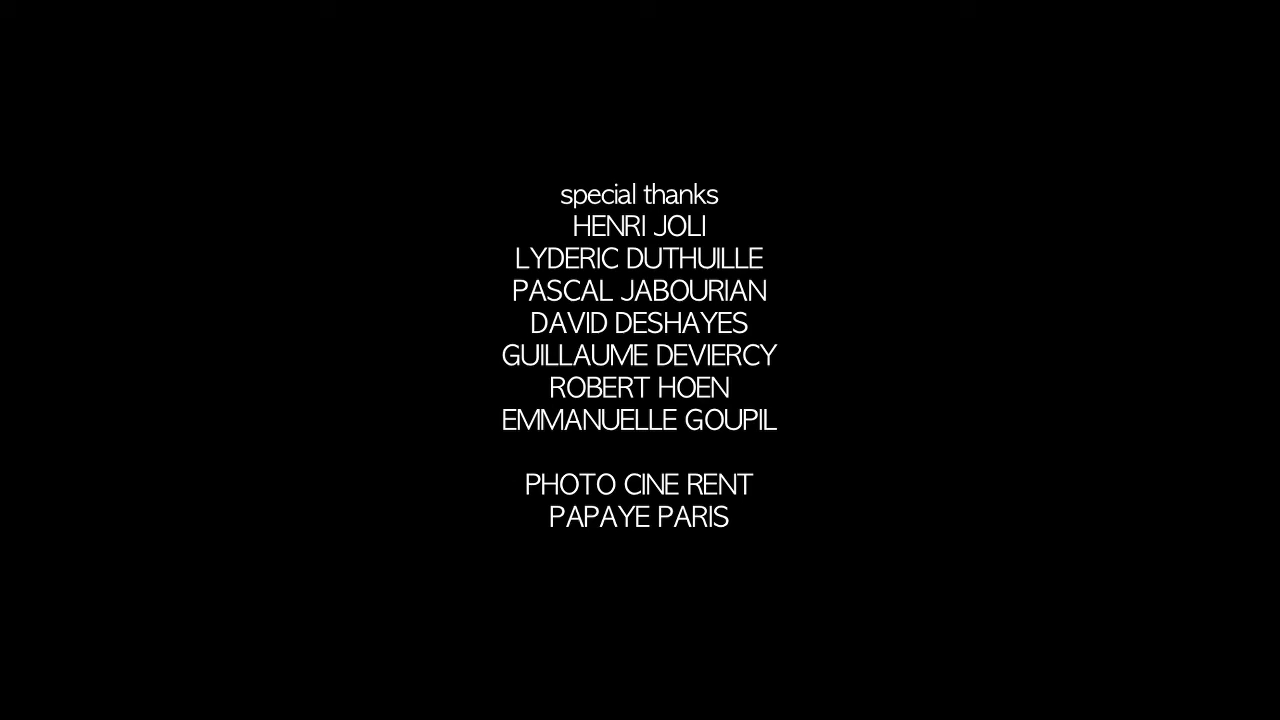 special thanks
HENRI JOLI
LYDERIC DUTHUILLE
PASCAL JABOURIAN
DAVID DESHAYES
GUILLAUME DEVIERCY
ROBERT HOEN
EMMANUELLE GOUPIL
PHOTO CINE RENT
PAPAYE PARIS